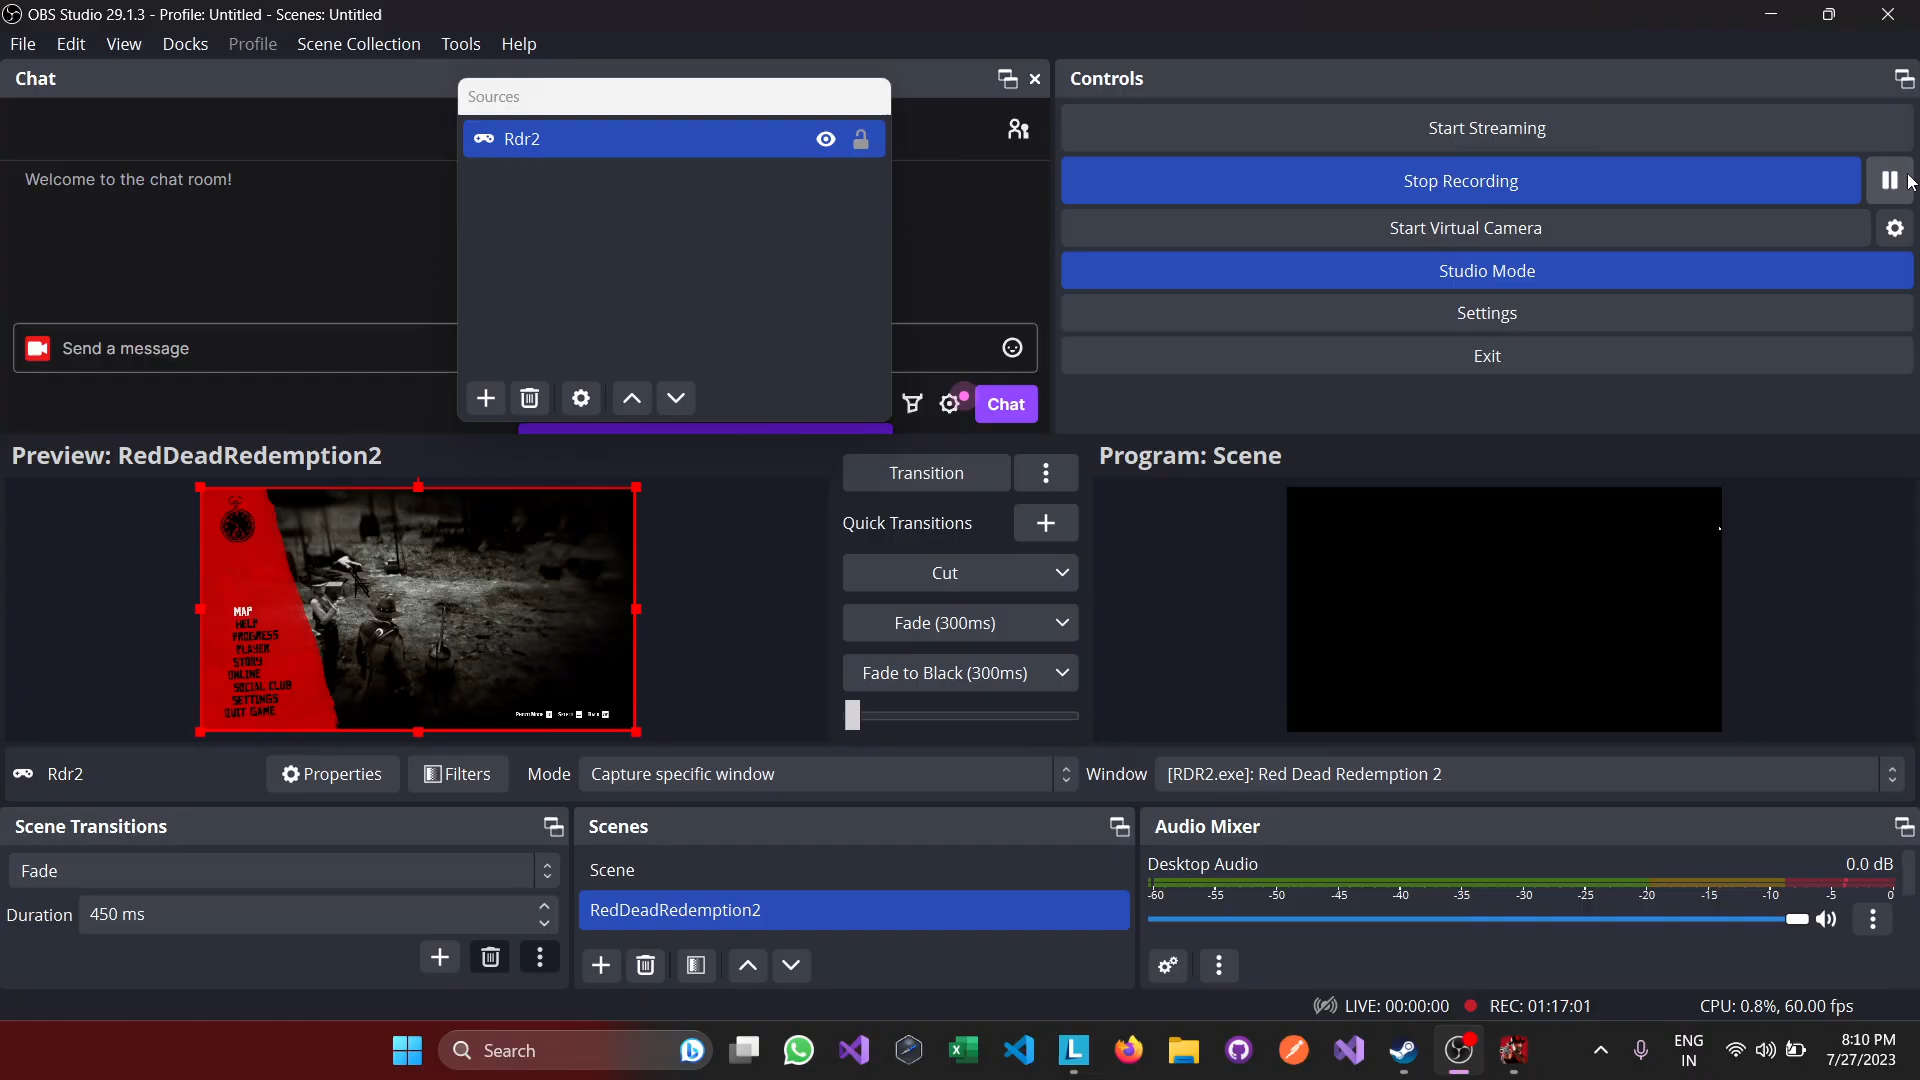 OBS Studio 29.1.3 - Profile: Untitled - Scenes: Untitled
File Edit View Docks Profile Scene Collection Tools Help
Chat
Welcome to the chat room!
Send a message
Chat
Sources
Rdr2
Controls
Start Streaming
Stop Recording
Start Virtual Camera
Studio Mode
Settings
Exit
Preview: RedDeadRedemption2
MAP
HELP
PROGRESS
PLAYER
STORY
ONLINE
SOCIAL CLUB
SETTINGS
QUIT GAME
Photo Mode Select Back
Transition
Quick Transitions
Cut
Fade (300ms)
Fade to Black (300ms)
Program: Scene
Rdr2 Properties Filters Mode Capture specific window Window [RDR2.exe]: Red Dead Redemption 2
Scene Transitions
Fade
Duration 450 ms
Scenes
Scene
RedDeadRedemption2
Audio Mixer
Desktop Audio 0.0 dB
-60 -55 -50 -45 -40 -35 -30 -25 -20 -15 -10 -5 0
LIVE: 00:00:00 REC: 01:17:01 CPU: 0.8%, 60.00 fps
Search
ENG
IN
8:10 PM
7/27/2023